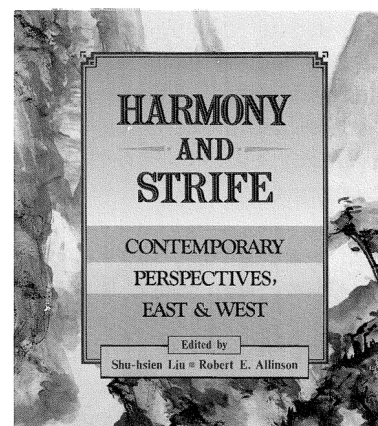 HARMONY
AND
STRIFE
CONTEMPORARY
PERSPECTIVES,
EAST & WEST
Edited by
Shu-hsien Liu = Robert E. Allinson